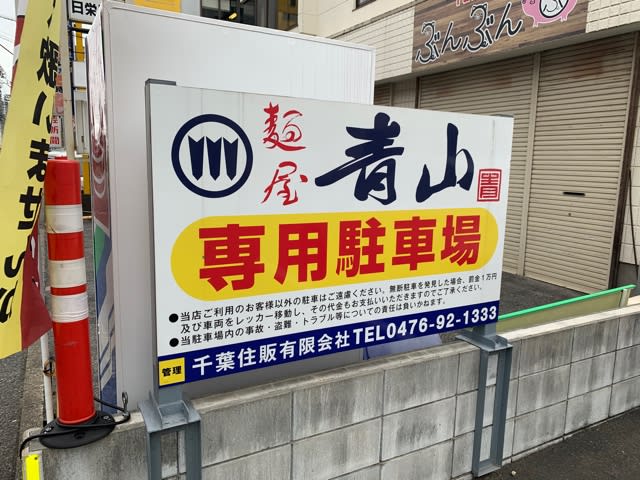 日栄
ぶんぶん
麺屋 青山
専用駐車場
●当店ご利用のお客様以外の駐車はご遠慮ください。無断駐車を発見した場合、罰金1万円
及び車両をレッカー移動し、その代金もお支払いいただきますのでご了承ください。
●当駐車場内の事故・盗難・トラブル等についての責任は負いかねます。
管理 千葉住販有限会社 TEL0476-92-1333